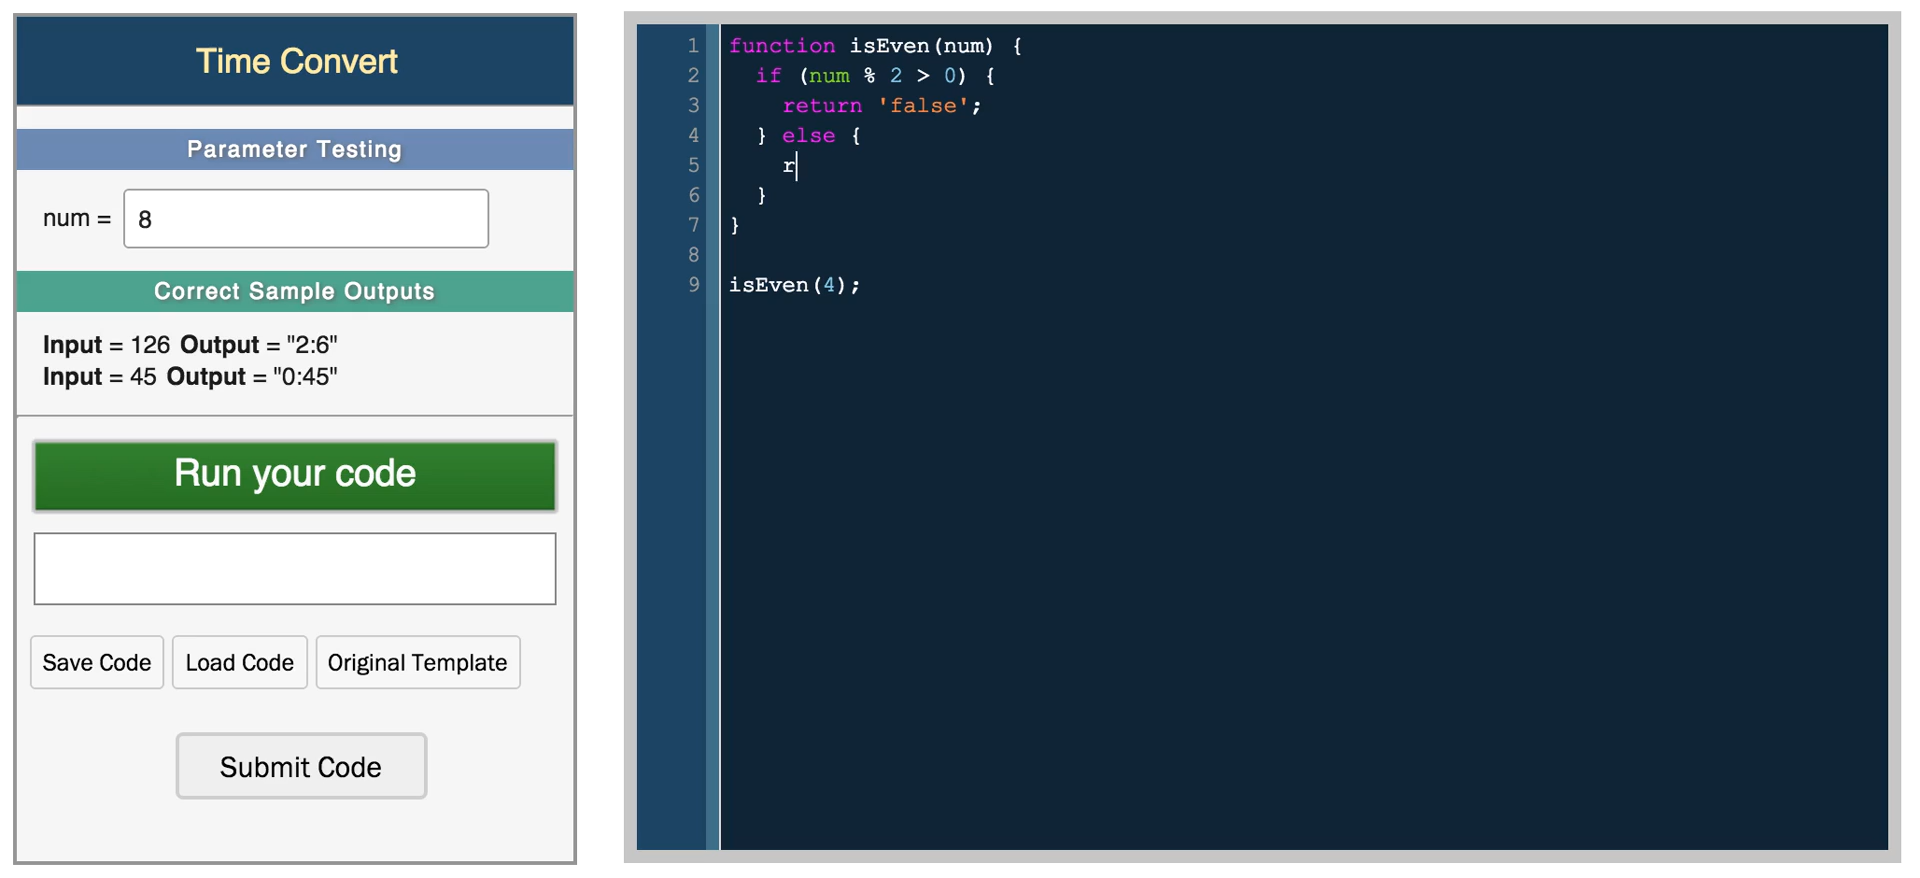 Time Convert
Parameter Testing
num = 8
Correct Sample Outputs
Input = 126 Output = "2:6"
Input = 45 Output = "0:45"
Run your code
Save Code Load Code Original Template
Submit Code
1 function isEven(num) {
2   if (num % 2 > 0) {
3     return 'false';
4   } else {
5     r
6   }
7 }
8
9 isEven(4);